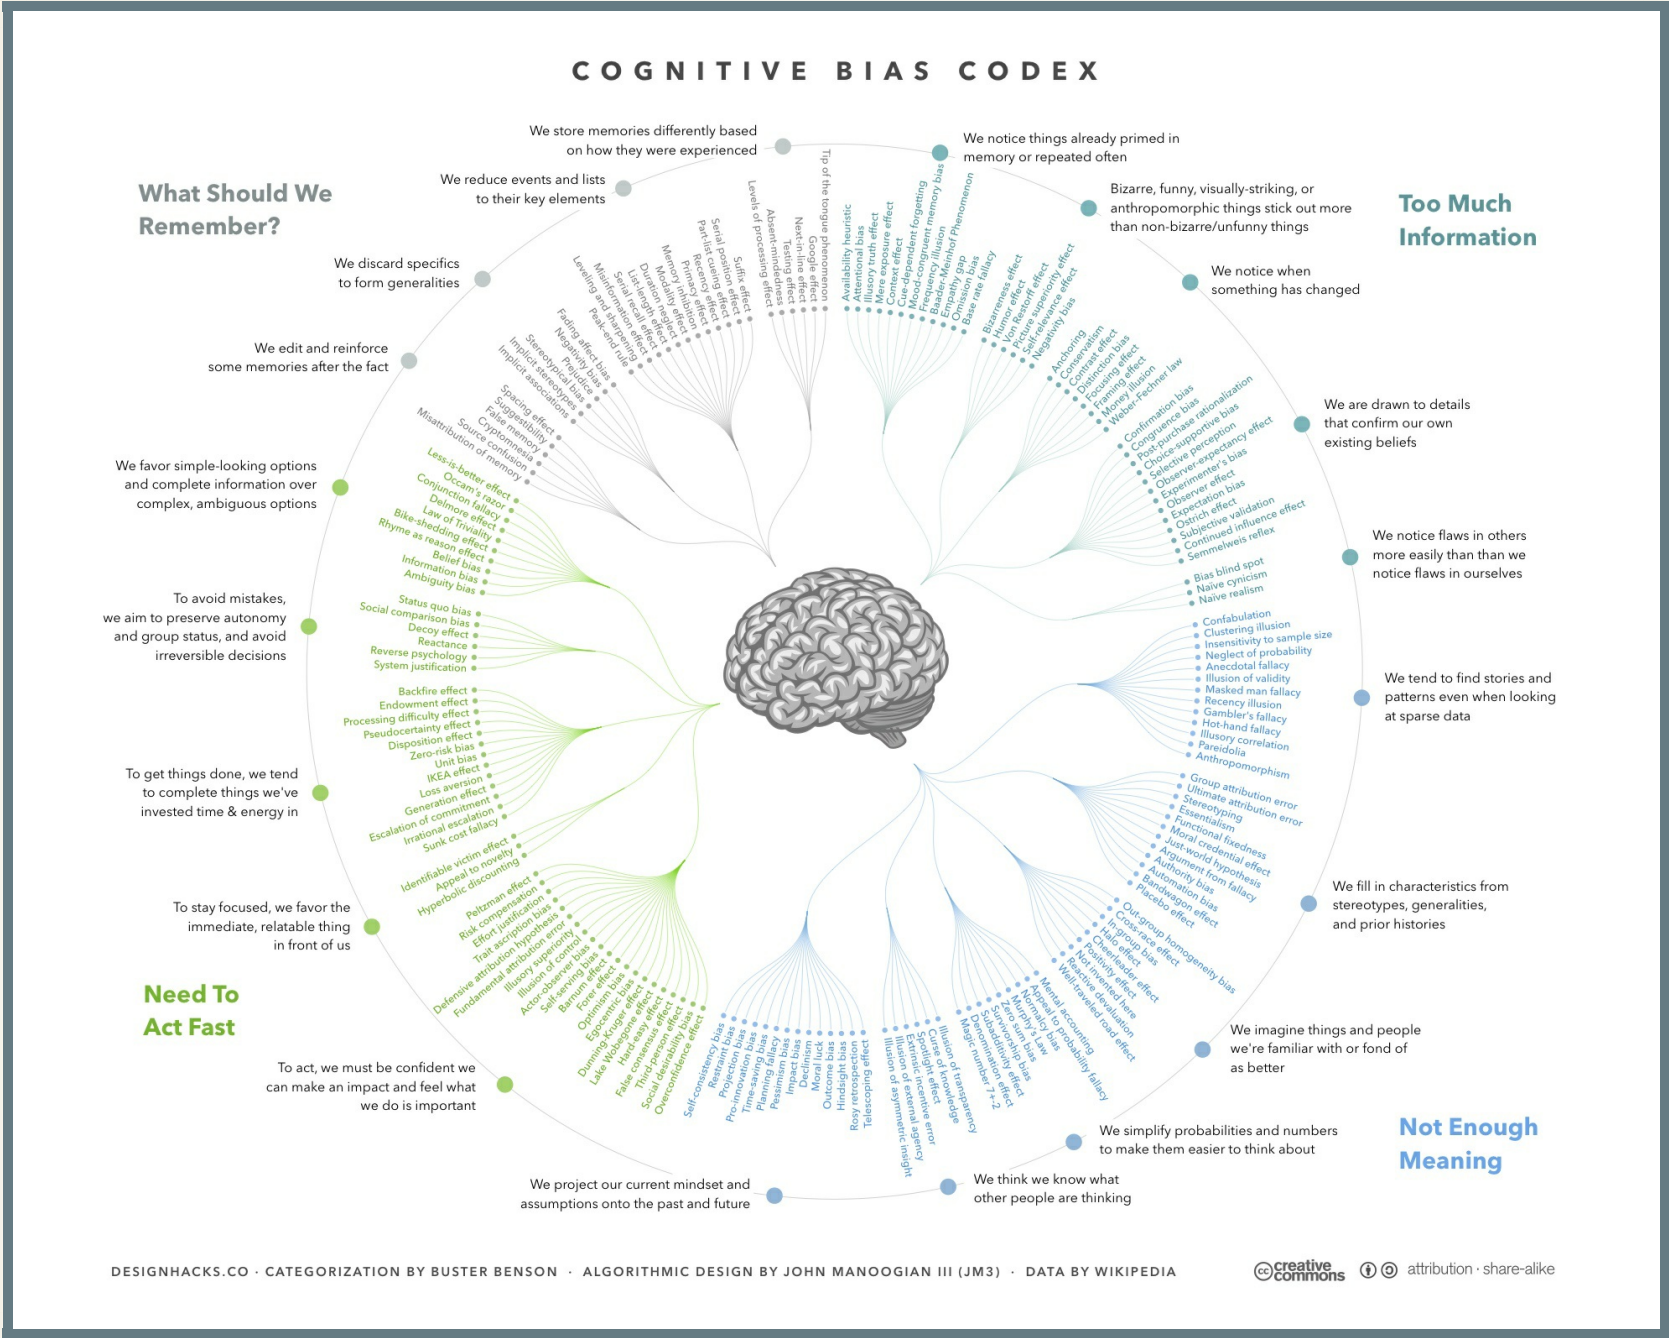 COGNITIVE BIAS CODEX
What Should We
Remember?
Too Much
Information
Need To
Act Fast
Not Enough
Meaning
We store memories differently based
on how they were experienced
Tip of the tongue phenomenon
Google effect
Next-in-line effect
Testing effect
Absent-mindedness
Levels of processing effect
We reduce events and lists
to their key elements
Suffix effect
Serial position effect
Part-list cueing effect
Recency effect
Primacy effect
Memory inhibition
Modality effect
Duration neglect
List-length effect
Serial recall effect
Misinformation effect
Leveling and sharpening
Peak-end rule
We discard specifics
to form generalities
Fading affect bias
Negativity bias
Prejudice
Stereotypical bias
Implicit stereotypes
Implicit associations
We edit and reinforce
some memories after the fact
Spacing effect
Suggestibility
False memory
Cryptomnesia
Source confusion
Misattribution of memory
We favor simple-looking options
and complete information over
complex, ambiguous options
Less-is-better effect
Occam's razor
Conjunction fallacy
Delmore effect
Law of Triviality
Bike-shedding effect
Rhyme as reason effect
Belief bias
Information bias
Ambiguity bias
To avoid mistakes,
we aim to preserve autonomy
and group status, and avoid
irreversible decisions
Status quo bias
Social comparison bias
Decoy effect
Reactance
Reverse psychology
System justification
To get things done, we tend
to complete things we've
invested time & energy in
Backfire effect
Endowment effect
Processing difficulty effect
Pseudocertainty effect
Disposition effect
Zero-risk bias
Unit bias
IKEA effect
Loss aversion
Generation effect
Escalation of commitment
Irrational escalation
Sunk cost fallacy
To stay focused, we favor the
immediate, relatable thing
in front of us
Identifiable victim effect
Appeal to novelty
Hyperbolic discounting
To act, we must be confident we
can make an impact and feel what
we do is important
Peltzman effect
Risk compensation
Effort justification
Trait ascription bias
Defensive attribution hypothesis
Fundamental attribution error
Illusory superiority
Illusion of control
Actor-observer bias
Self-serving bias
Barnum effect
Forer effect
Optimism bias
Egocentric bias
Dunning-Kruger effect
Lake Wobegone effect
Hard-easy effect
False consensus effect
Third-person effect
Social desirability bias
Overconfidence effect
We notice things already primed in
memory or repeated often
Availability heuristic
Attentional bias
Illusory truth effect
Mere exposure effect
Context effect
Cue-dependent forgetting
Mood-congruent memory bias
Frequency illusion
Baader-Meinhof Phenomenon
Empathy gap
Omission bias
Base rate fallacy
Bizarre, funny, visually-striking, or
anthropomorphic things stick out more
than non-bizarre/unfunny things
Bizarreness effect
Humor effect
Von Restorff effect
Picture superiority effect
Self-relevance effect
Negativity bias
We notice when
something has changed
Anchoring
Conservatism
Contrast effect
Distinction bias
Focusing effect
Framing effect
Money illusion
Weber-Fechner law
We are drawn to details
that confirm our own
existing beliefs
Confirmation bias
Congruence bias
Post-purchase rationalization
Choice-supportive bias
Selective perception
Observer-expectancy effect
Experimenter's bias
Observer effect
Expectation bias
Ostrich effect
Subjective validation
Continued influence effect
Semmelweis reflex
We notice flaws in others
more easily than than we
notice flaws in ourselves
Bias blind spot
Naïve cynicism
Naïve realism
We tend to find stories and
patterns even when looking
at sparse data
Confabulation
Clustering illusion
Insensitivity to sample size
Neglect of probability
Anecdotal fallacy
Illusion of validity
Masked man fallacy
Recency illusion
Gambler's fallacy
Hot-hand fallacy
Illusory correlation
Pareidolia
Anthropomorphism
We fill in characteristics from
stereotypes, generalities,
and prior histories
Group attribution error
Ultimate attribution error
Stereotyping
Essentialism
Functional fixedness
Moral credential effect
Just-world hypothesis
Argument from fallacy
Authority bias
Automation bias
Bandwagon effect
Placebo effect
We imagine things and people
we're familiar with or fond of
as better
Out-group homogeneity bias
Cross-race effect
In-group bias
Halo effect
Cheerleader effect
Positivity effect
Not invented here
Reactive devaluation
Well-traveled road effect
We simplify probabilities and numbers
to make them easier to think about
Mental accounting
Appeal to probability fallacy
Normalcy bias
Murphy's Law
Zero sum bias
Survivorship bias
Subadditivity effect
Denomination effect
Magic number 7+-2
We think we know what
other people are thinking
Illusion of transparency
Curse of knowledge
Spotlight effect
Extrinsic incentive error
Illusion of external agency
Illusion of asymmetric insight
We project our current mindset and
assumptions onto the past and future
Self-consistency bias
Restraint bias
Projection bias
Pro-innovation bias
Time-saving bias
Planning fallacy
Pessimism bias
Impact bias
Declinism
Moral luck
Outcome bias
Hindsight bias
Rosy retrospection
Telescoping effect
DESIGNHACKS.CO · CATEGORIZATION BY BUSTER BENSON · ALGORITHMIC DESIGN BY JOHN MANOOGIAN III (JM3) · DATA BY WIKIPEDIA
cc creative commons
attribution · share-alike